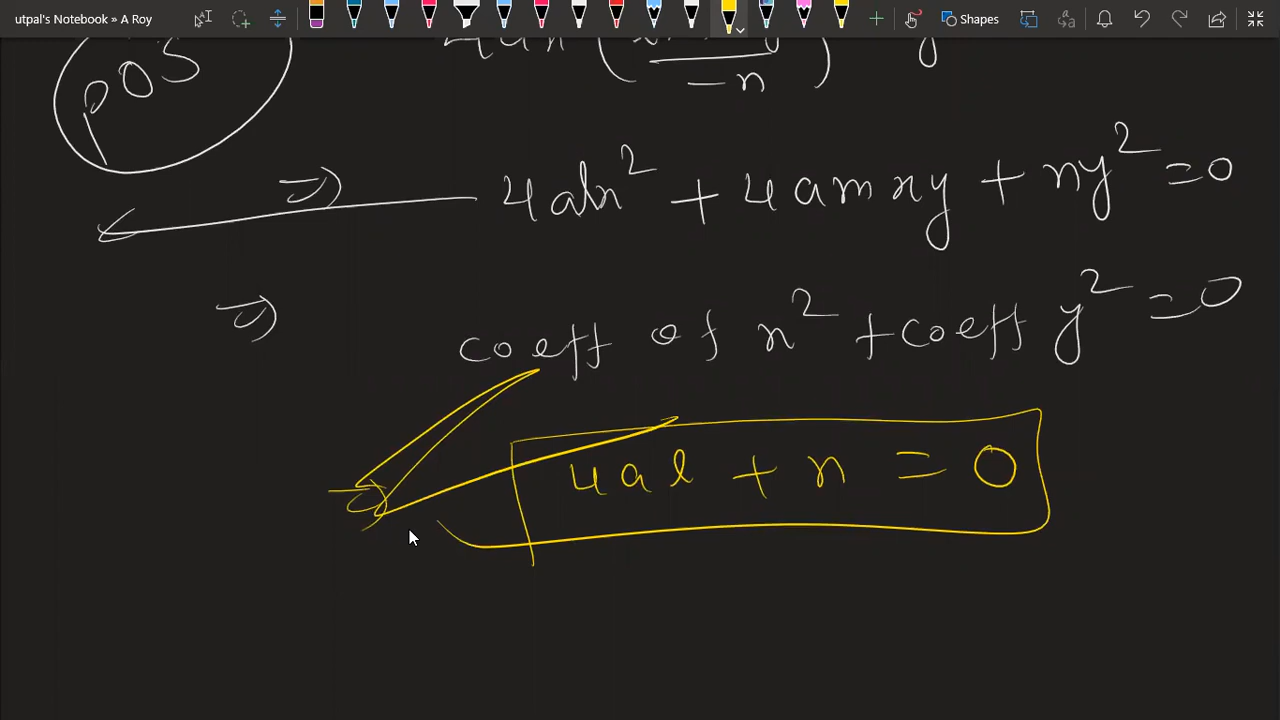 utpal's Notebook » A Roy
Shapes
pos
-n
⇒ 4alx² + 4amxy + ny² = 0
⇒ coeff of x² + coeff y² = 0
⇒ 4al + n = 0